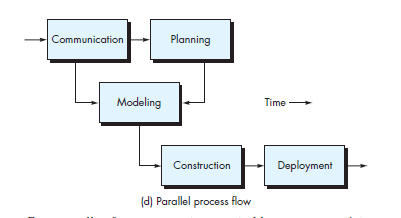 Communication
Planning
Modeling
Time
Construction
Deployment
(d) Parallel process flow